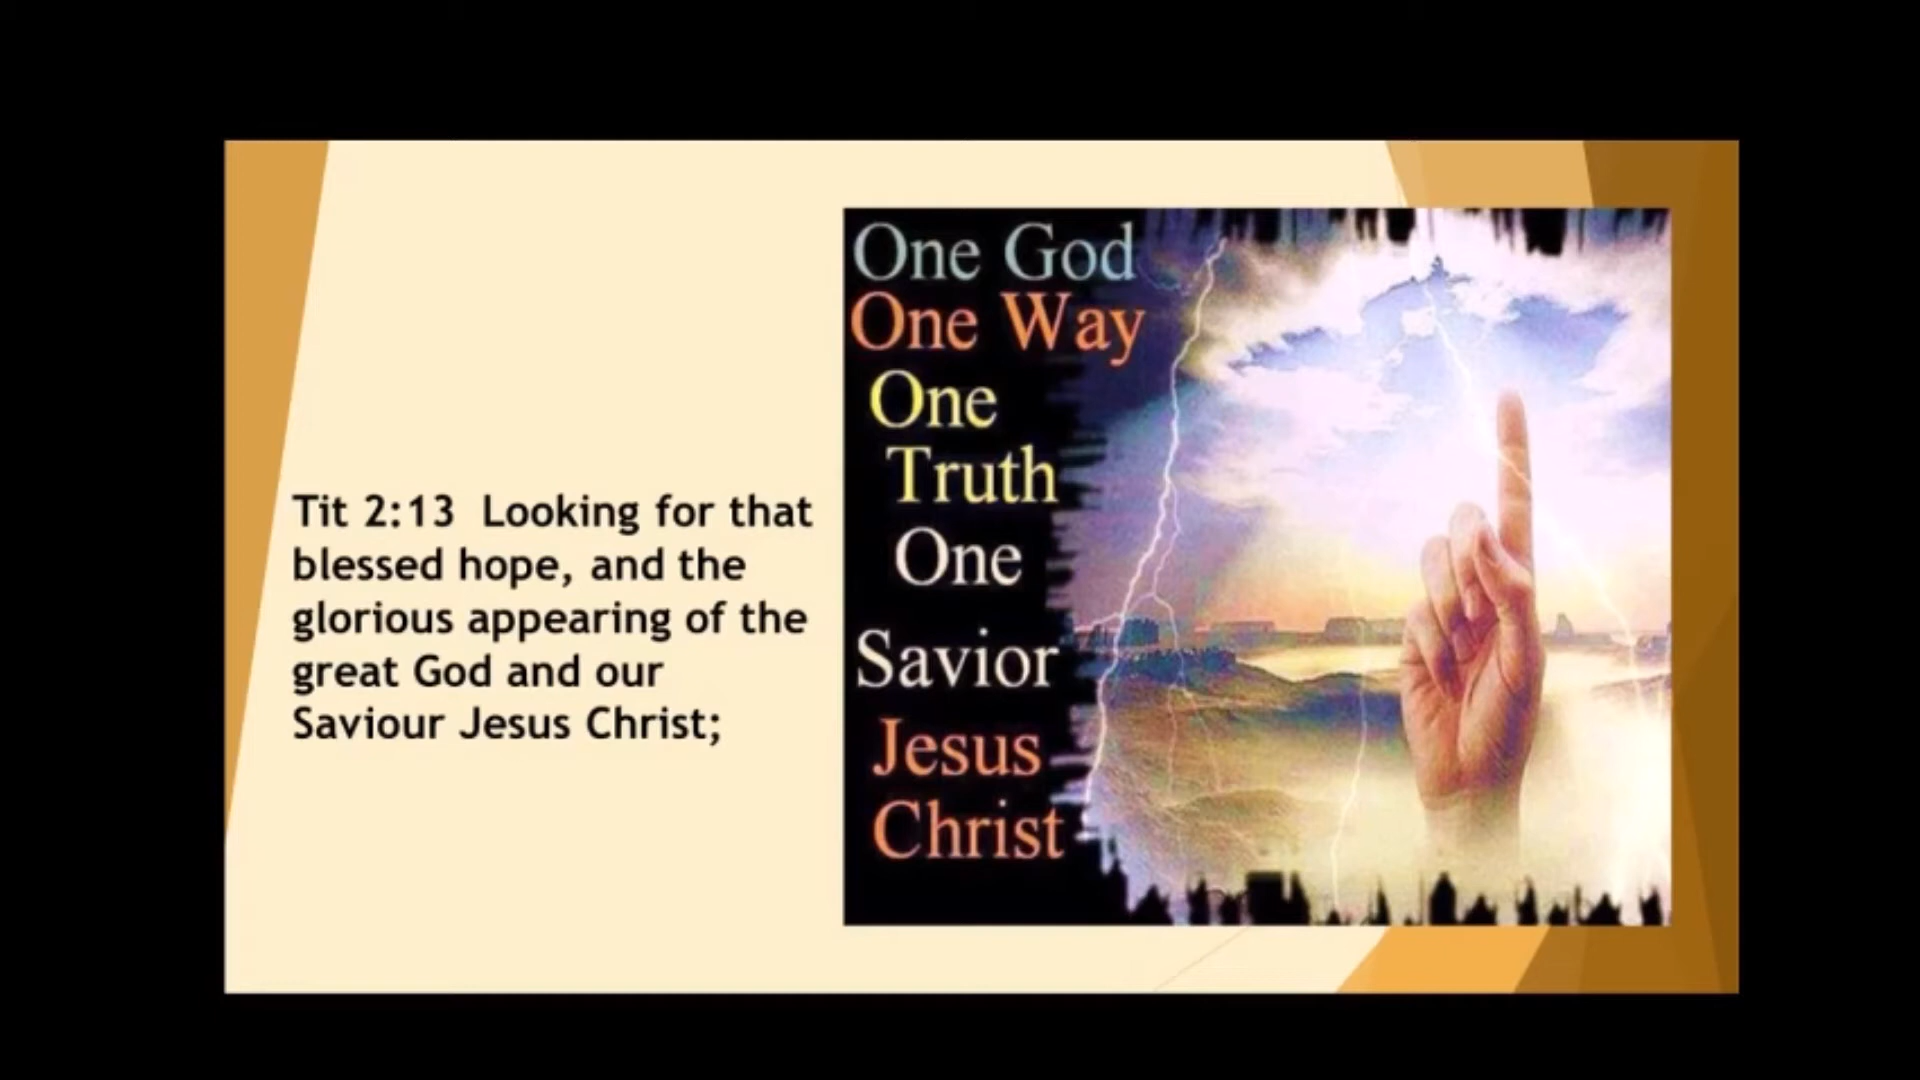 Tit 2:13  Looking for that
blessed hope, and the
glorious appearing of the
great God and our
Saviour Jesus Christ;
One God
One Way
One
Truth
One
Savior
Jesus
Christ